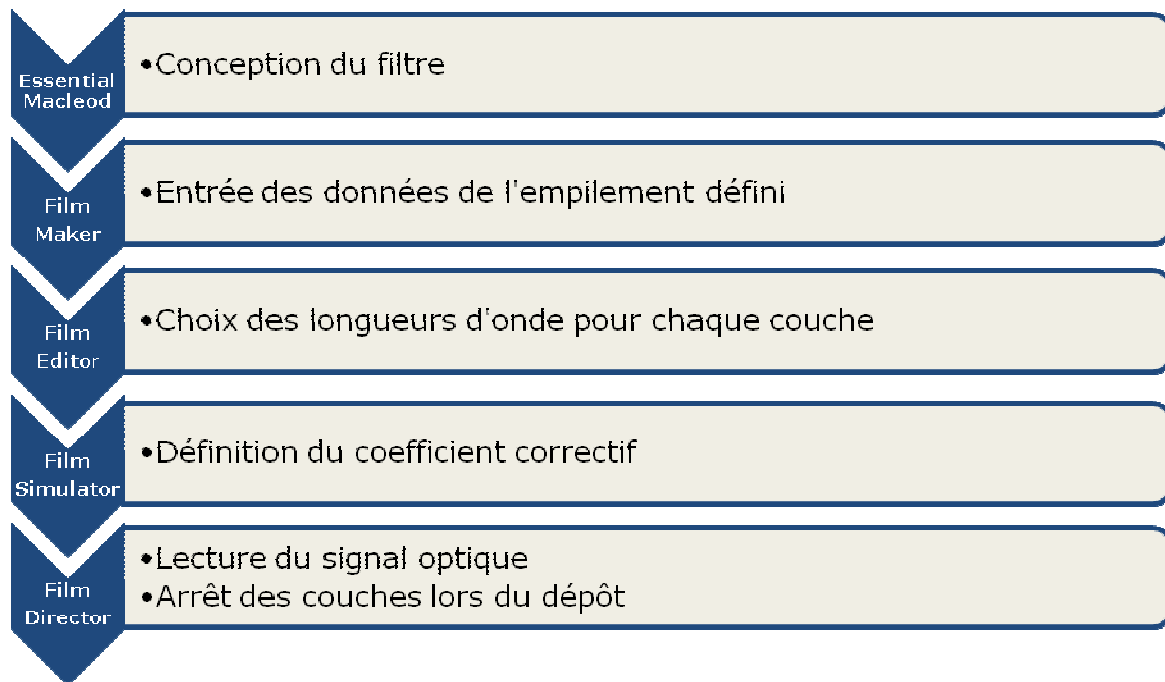 Essential
Macleod
•Conception du filtre
Film
Maker
•Entrée des données de l'empilement défini
Film
Editor
•Choix des longueurs d'onde pour chaque couche
Film
Simulator
•Définition du coefficient correctif
Film
Director
•Lecture du signal optique
•Arrêt des couches lors du dépôt